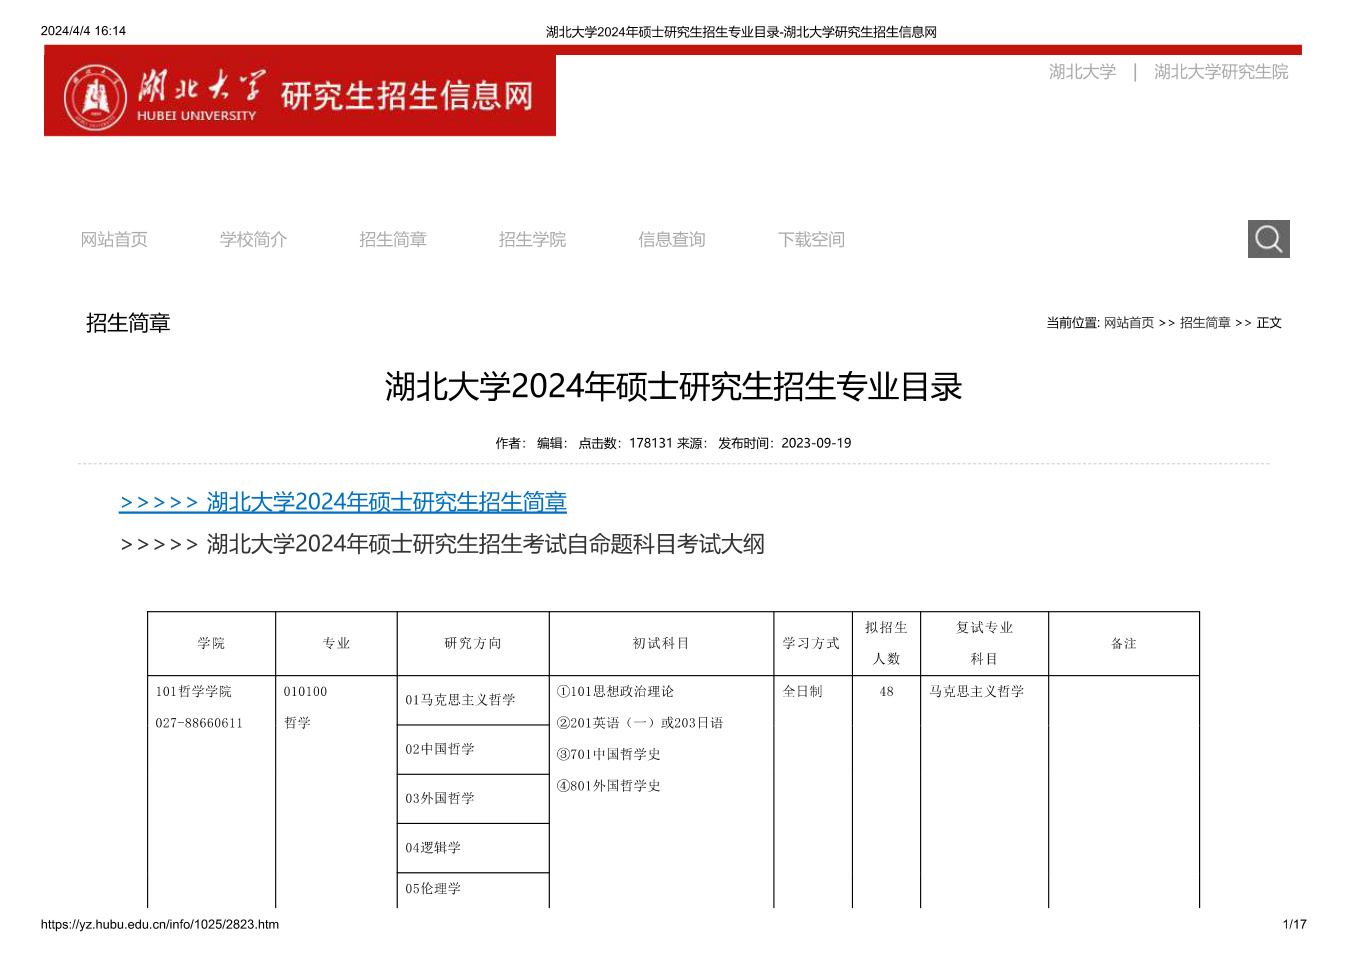 2024/4/4 16:14
湖北大学2024年硕士研究生招生专业目录-湖北大学研究生招生信息网
湖北大学
HUBEI UNIVERSITY
研究生招生信息网
湖北大学 | 湖北大学研究生院
网站首页 学校简介 招生简章 招生学院 信息查询 下载空间
招生简章
当前位置: 网站首页 >> 招生简章 >> 正文
湖北大学2024年硕士研究生招生专业目录
作者： 编辑： 点击数：178131 来源： 发布时间：2023-09-19
>>>>> 湖北大学2024年硕士研究生招生简章
>>>>> 湖北大学2024年硕士研究生招生考试自命题科目考试大纲
学院 专业 研究方向 初试科目 学习方式 拟招生人数 复试专业科目 备注
101哲学学院
027-88660611
010100
哲学
01马克思主义哲学
02中国哲学
03外国哲学
04逻辑学
05伦理学
①101思想政治理论
②201英语（一）或203日语
③701中国哲学史
④801外国哲学史
全日制
48
马克思主义哲学
https://yz.hubu.edu.cn/info/1025/2823.htm
1/17